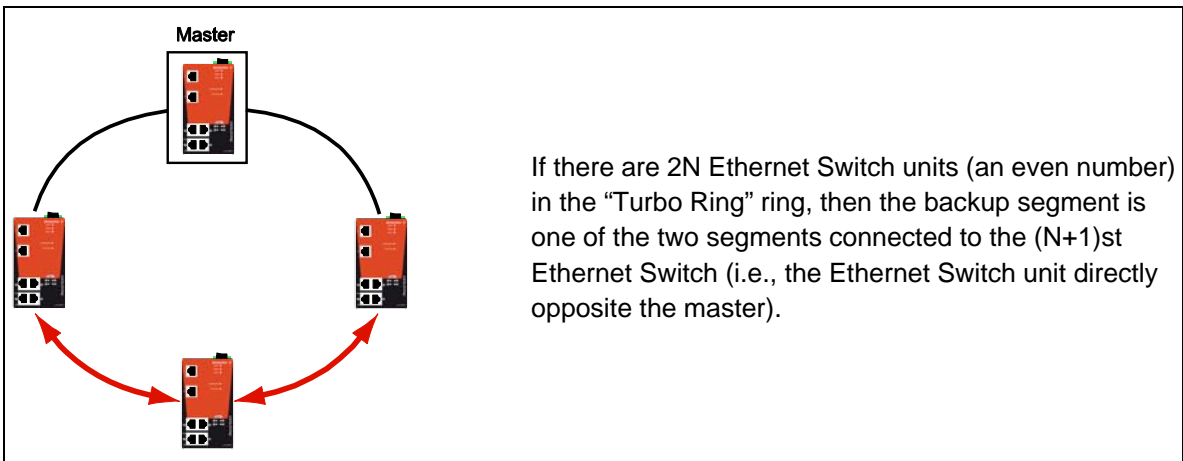 Master
If there are 2N Ethernet Switch units (an even number)
in the “Turbo Ring” ring, then the backup segment is
one of the two segments connected to the (N+1)st
Ethernet Switch (i.e., the Ethernet Switch unit directly
opposite the master).